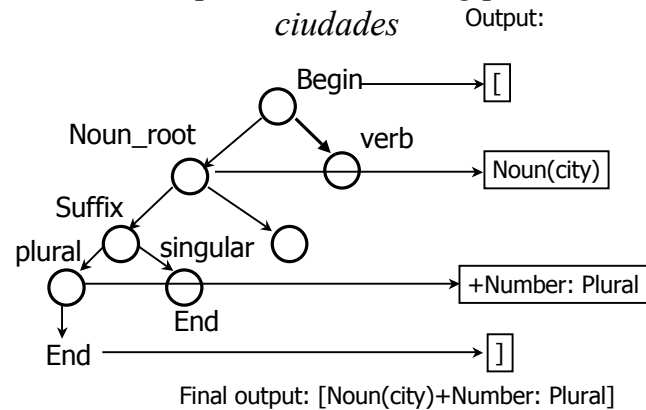 ciudades
Output:
Begin
[
Noun_root
verb
Noun(city)
Suffix
plural
singular
+Number: Plural
End
End
]
Final output: [Noun(city)+Number: Plural]